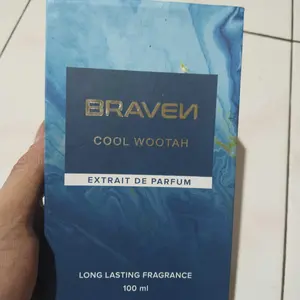 BRAVEN
COOL WOOTAH
EXTRAIT DE PARFUM
LONG LASTING FRAGRANCE
100 ml